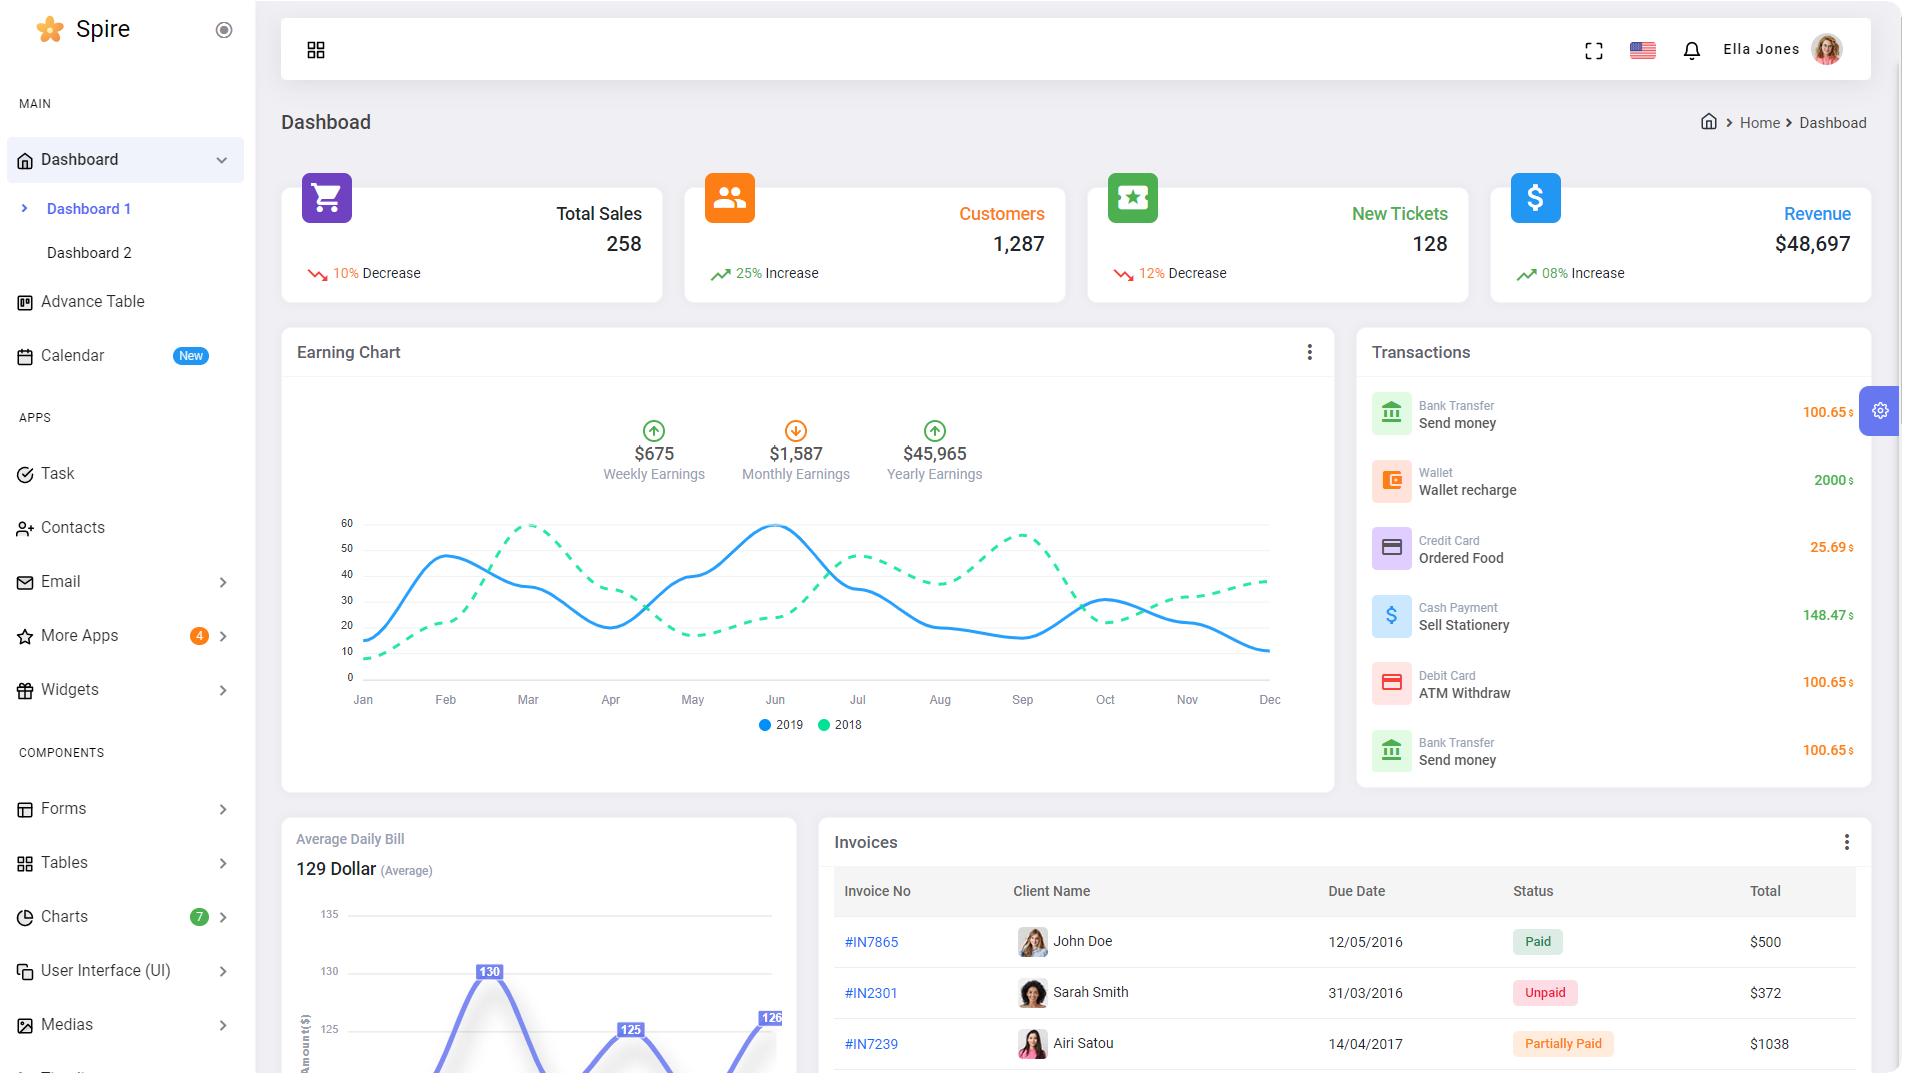 Spire
MAIN
Dashboard
Dashboard 1
Dashboard 2
Advance Table
Calendar New
APPS
Task
Contacts
Email
More Apps 4
Widgets
COMPONENTS
Forms
Tables
Charts 7
User Interface (UI)
Medias
Ella Jones
Dashboad
Home Dashboad
Total Sales
258
10% Decrease
Customers
1,287
25% Increase
New Tickets
128
12% Decrease
Revenue
$48,697
08% Increase
Earning Chart
$675
Weekly Earnings
$1,587
Monthly Earnings
$45,965
Yearly Earnings
60
50
40
30
20
10
0
Jan Feb Mar Apr May Jun Jul Aug Sep Oct Nov Dec
2019 2018
Transactions
Bank Transfer
Send money
100.65 $
Wallet
Wallet recharge
2000 $
Credit Card
Ordered Food
25.69 $
Cash Payment
Sell Stationery
148.47 $
Debit Card
ATM Withdraw
100.65 $
Bank Transfer
Send money
100.65 $
Average Daily Bill
129 Dollar (Average)
135
130
125
Amount($)
130
125
126
Invoices
Invoice No Client Name Due Date Status Total
#IN7865 John Doe 12/05/2016 Paid $500
#IN2301 Sarah Smith 31/03/2016 Unpaid $372
#IN7239 Airi Satou 14/04/2017 Partially Paid $1038